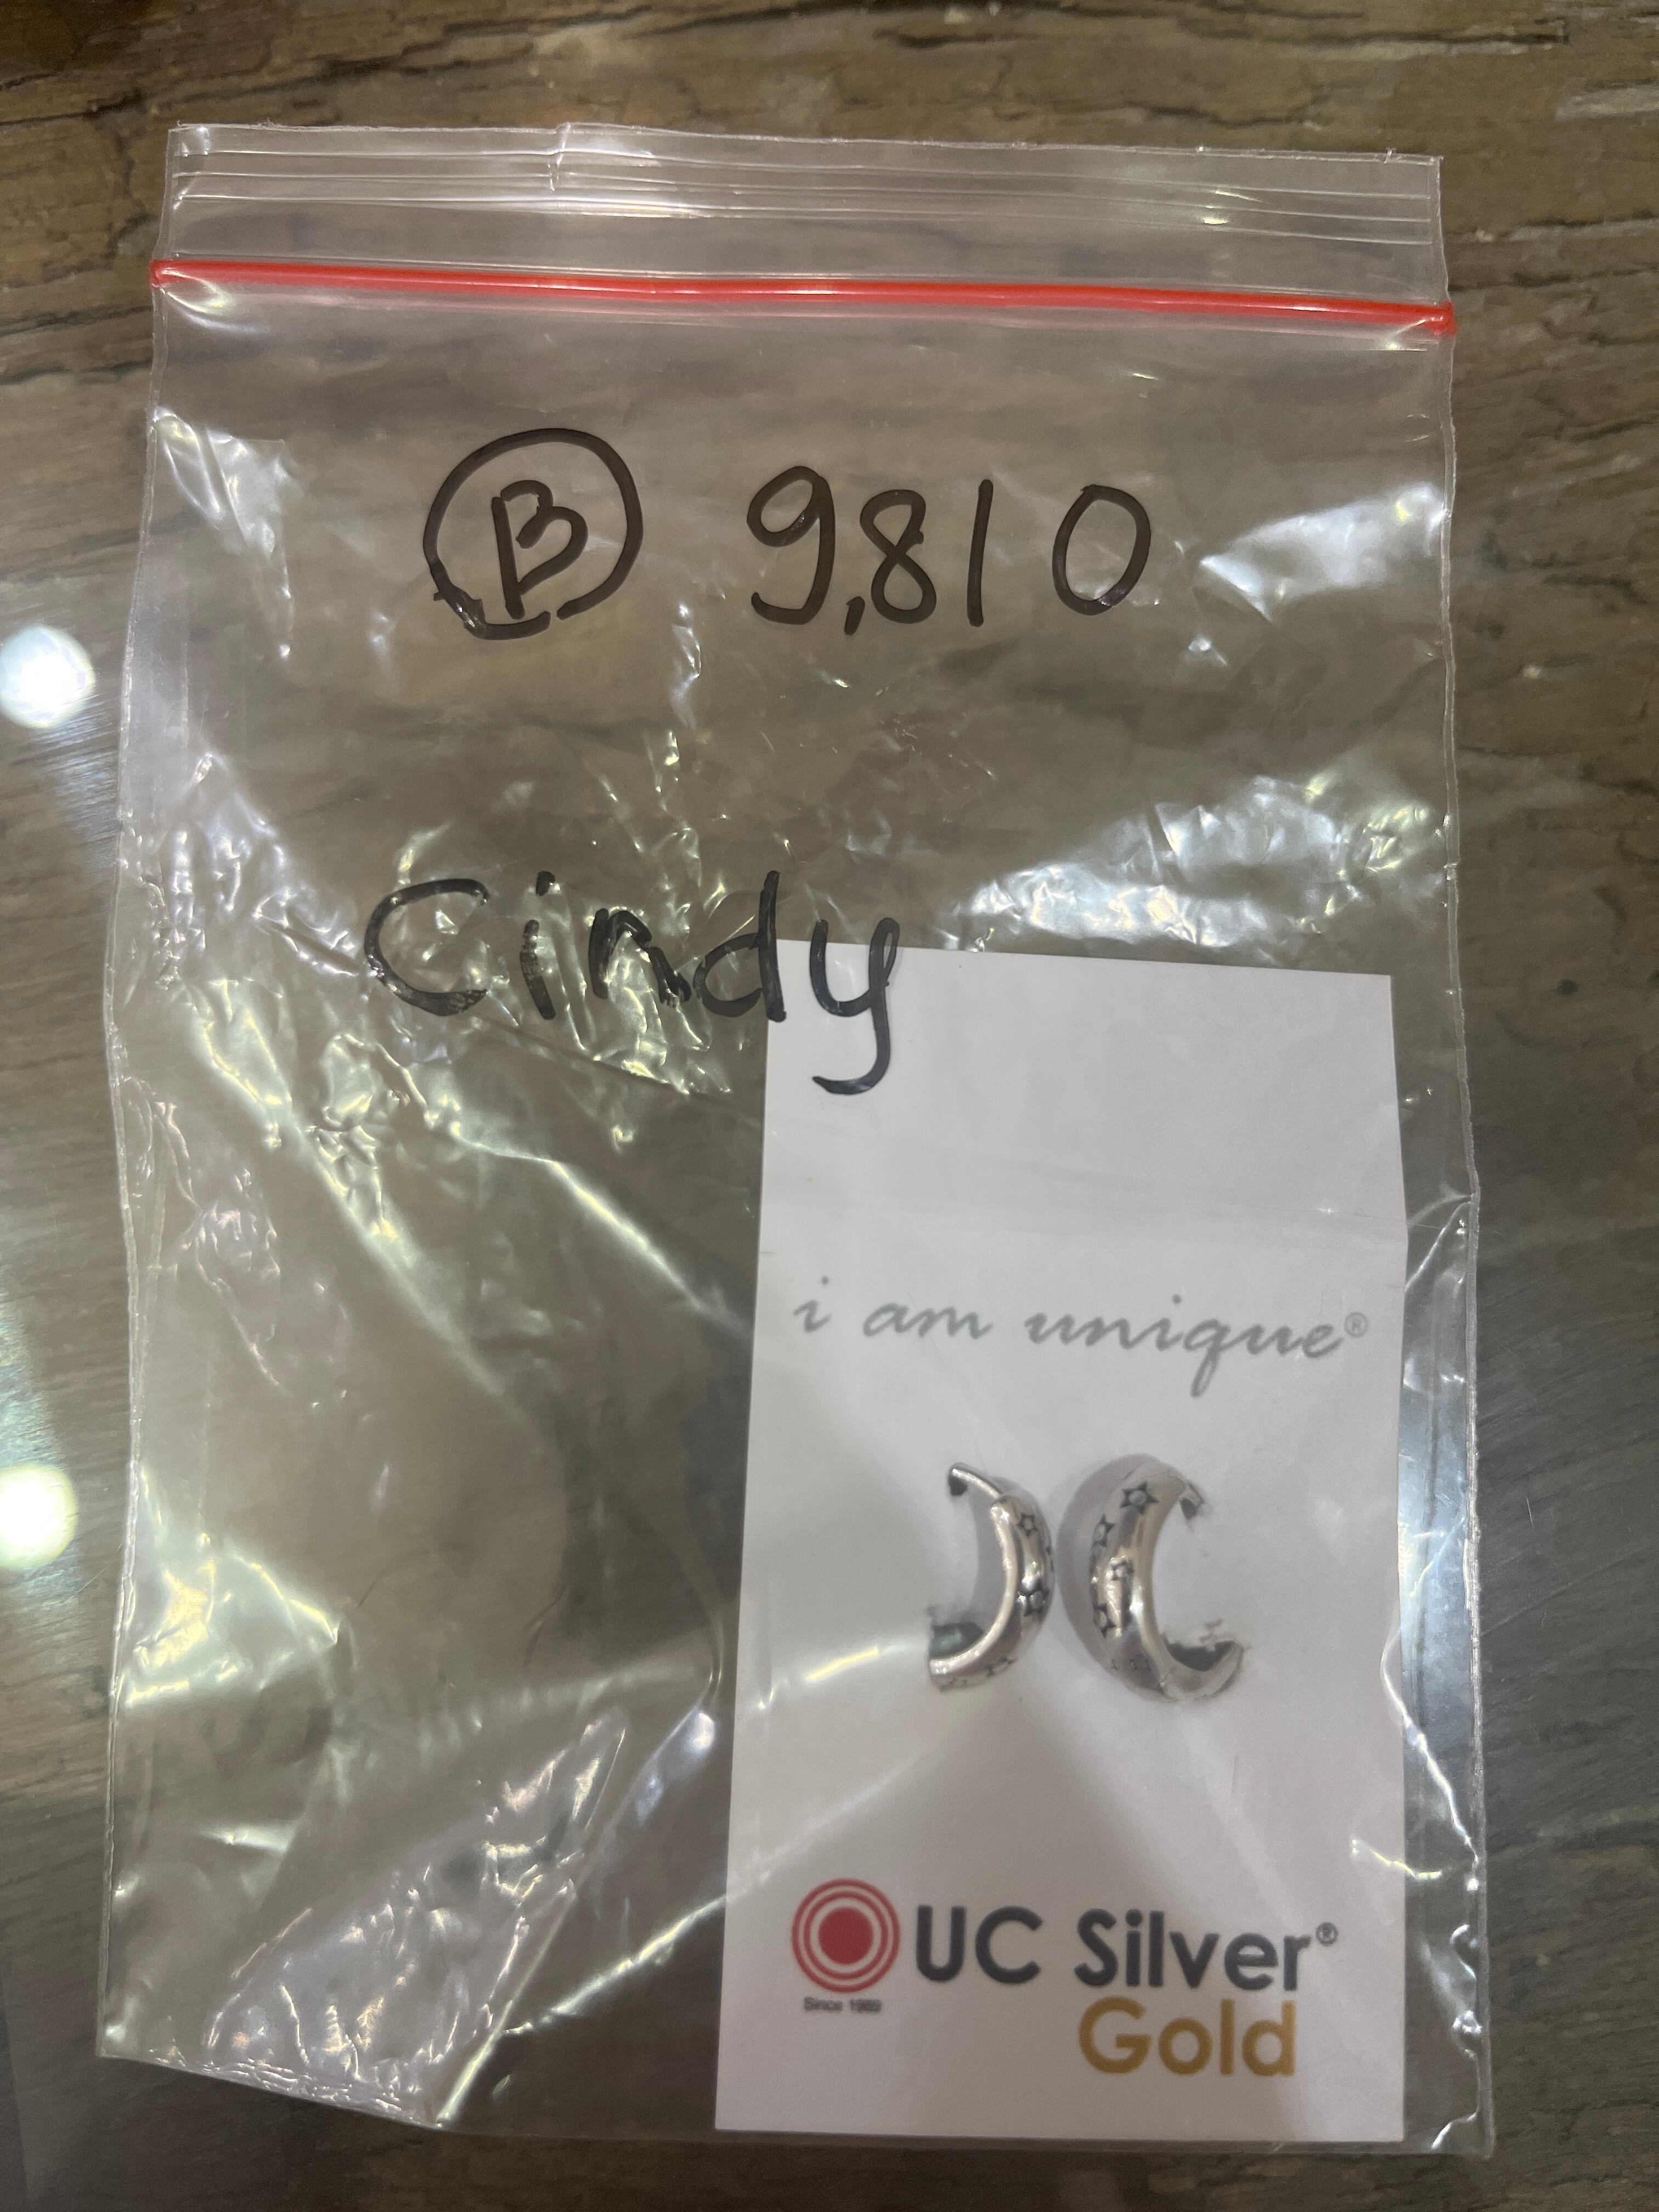 B 9,810
Cindy
i am unique®
UC Silver®
Gold
Since 1989